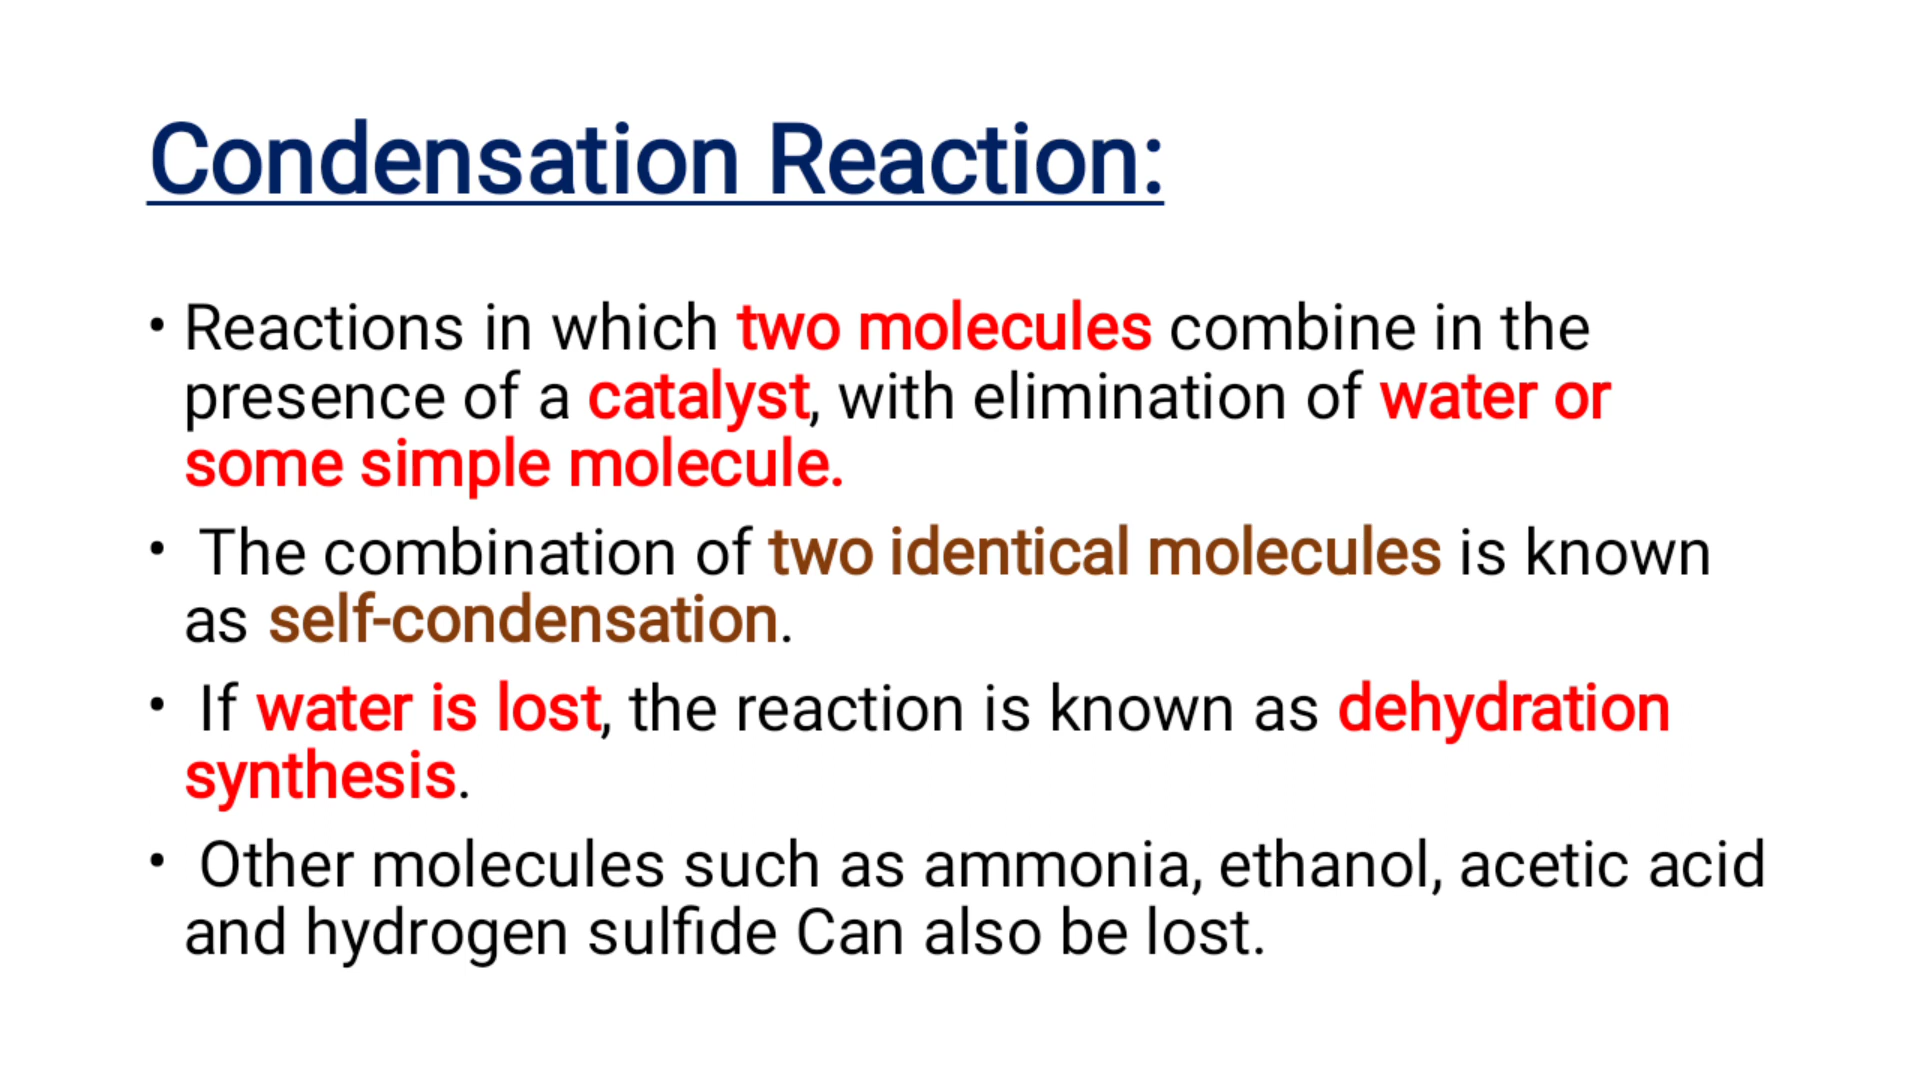 Condensation Reaction:
• Reactions in which two molecules combine in the
presence of a catalyst, with elimination of water or
some simple molecule.
• The combination of two identical molecules is known
as self-condensation.
• If water is lost, the reaction is known as dehydration
synthesis.
• Other molecules such as ammonia, ethanol, acetic acid
and hydrogen sulfide Can also be lost.